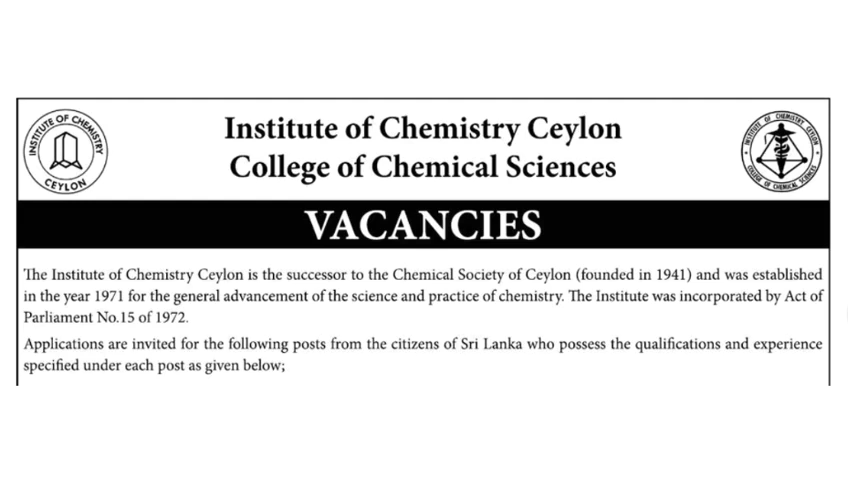 Institute of Chemistry Ceylon
College of Chemical Sciences
INSTITUTE OF CHEMISTRY
CEYLON
INSTITUTE OF CHEMISTRY CEYLON
COLLEGE OF CHEMICAL SCIENCES
VACANCIES
The Institute of Chemistry Ceylon is the successor to the Chemical Society of Ceylon (founded in 1941) and was established
in the year 1971 for the general advancement of the science and practice of chemistry. The Institute was incorporated by Act of
Parliament No.15 of 1972.
Applications are invited for the following posts from the citizens of Sri Lanka who possess the qualifications and experience
specified under each post as given below;